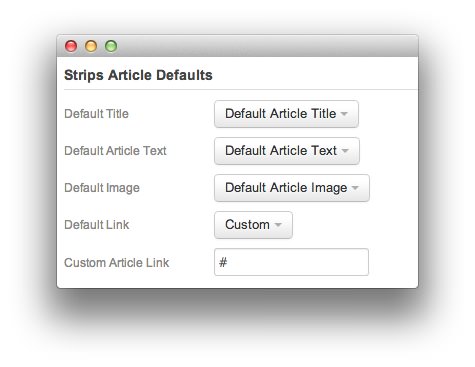 Strips Article Defaults
Default Title Default Article Title
Default Article Text Default Article Text
Default Image Default Article Image
Default Link Custom
Custom Article Link #